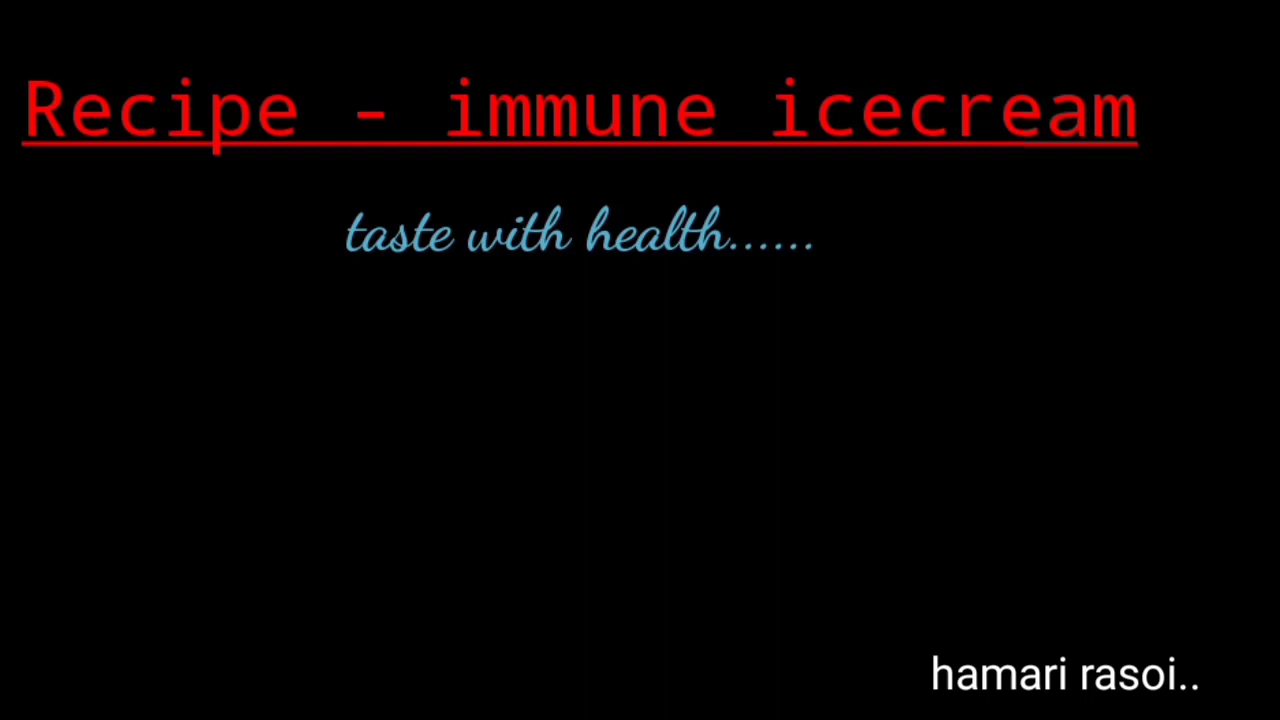 Recipe - immune icecream
taste with health......
hamari rasoi..